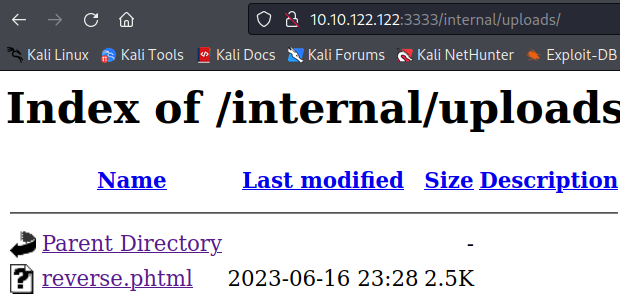 10.10.122.122:3333/internal/uploads/
Kali Linux Kali Tools Kali Docs Kali Forums Kali NetHunter Exploit-DB
Index of /internal/uploads
Name Last modified Size Description
Parent Directory -
reverse.phtml 2023-06-16 23:28 2.5K